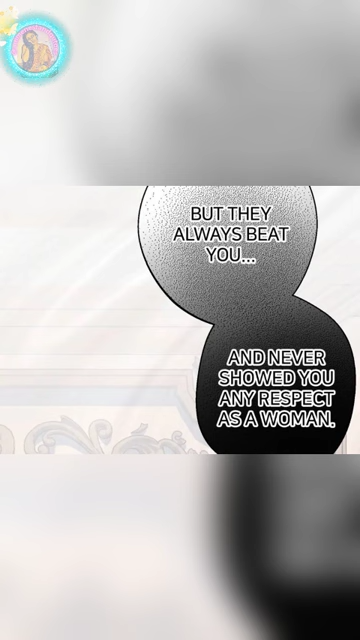 BUT THEY
ALWAYS BEAT
YOU...
AND NEVER
SHOWED YOU
ANY RESPECT
AS A WOMAN.